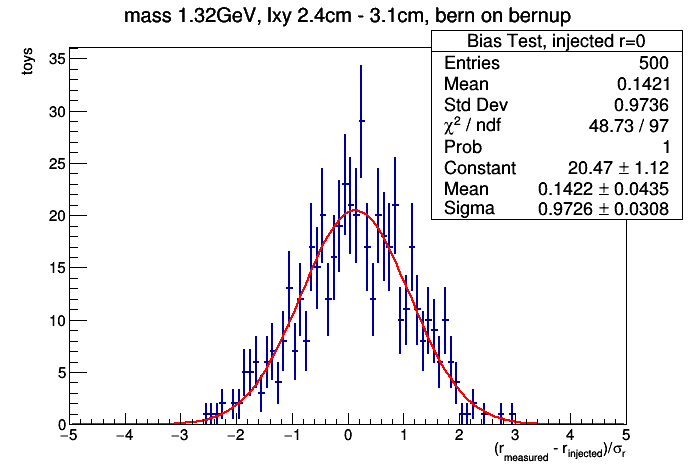 mass 1.32GeV, lxy 2.4cm - 3.1cm, bern on bernup
Bias Test, injected r=0
Entries 500
Mean 0.1421
Std Dev 0.9736
χ² / ndf 48.73 / 97
Prob 1
Constant 20.47 ± 1.12
Mean 0.1422 ± 0.0435
Sigma 0.9726 ± 0.0308
toys
35
30
25
20
15
10
5
0
−5 −4 −3 −2 −1 0 1 2 3 4 5
(r_measured - r_injected)/σ_r